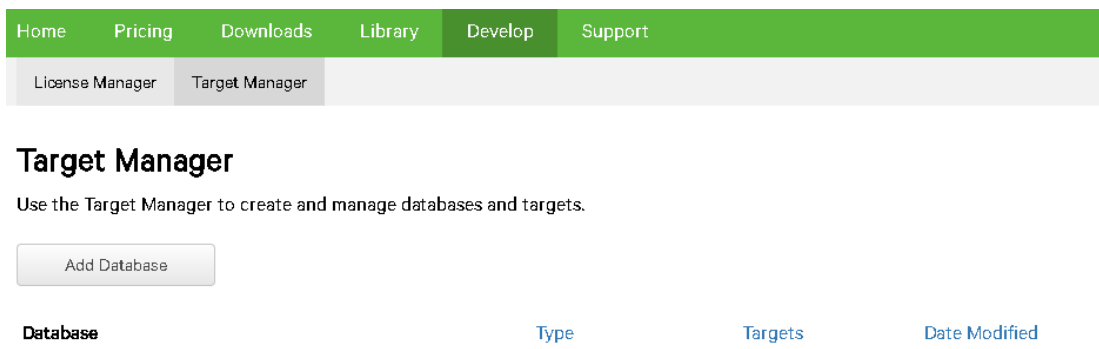 Home Pricing Downloads Library Develop Support
License Manager Target Manager
Target Manager
Use the Target Manager to create and manage databases and targets.
Add Database
Database Type Targets Date Modified